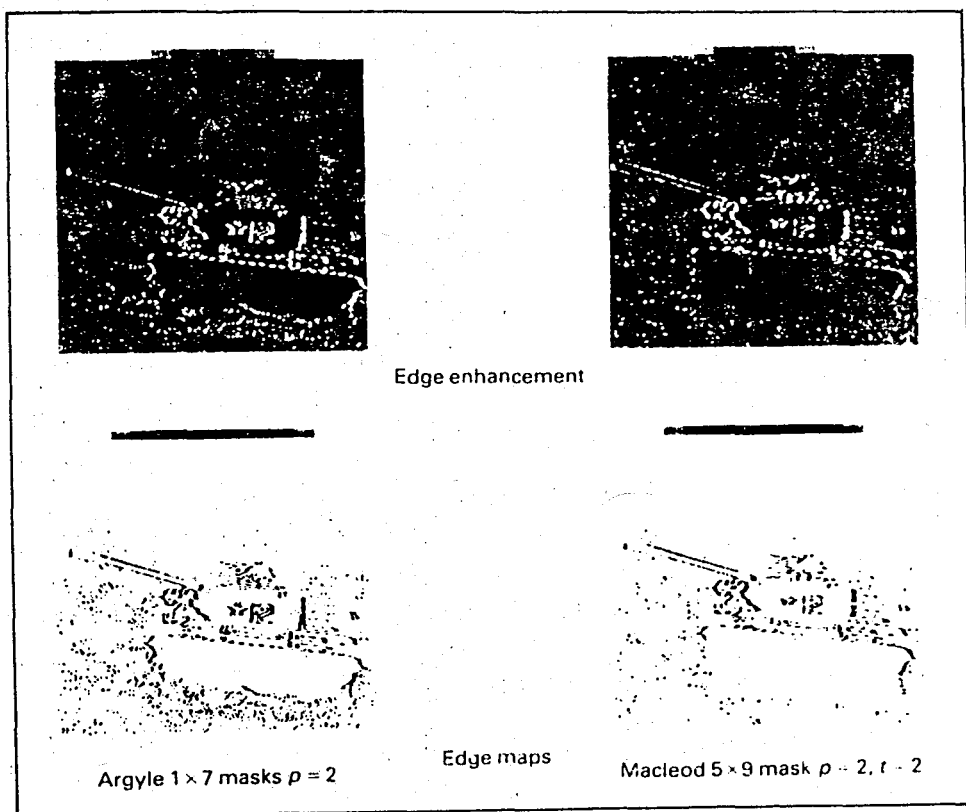 Edge enhancement
Edge maps
Argyle 1 × 7 masks p = 2
Macleod 5 × 9 mask p = 2, t = 2